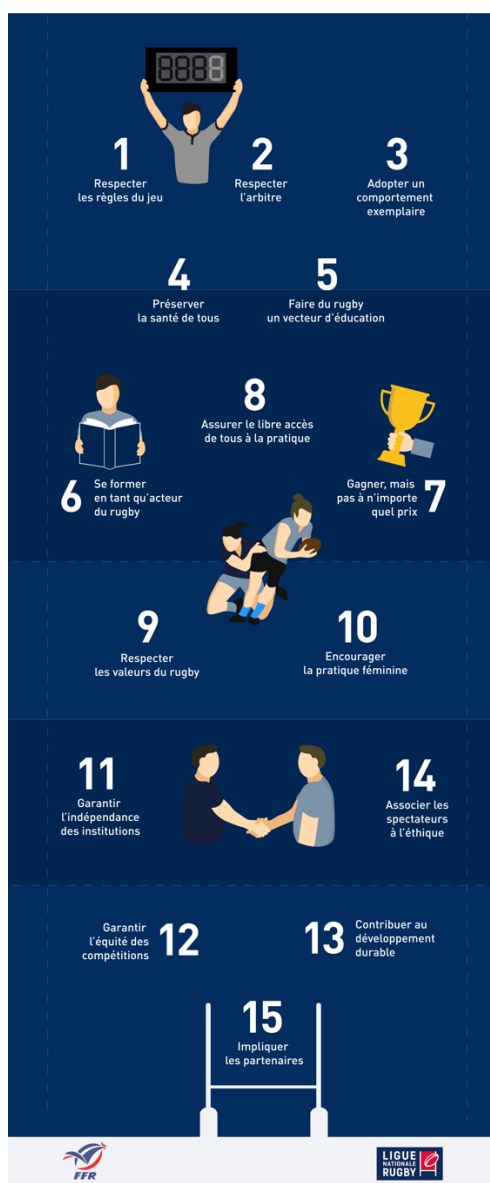 8888
1
Respecter
les règles du jeu
2
Respecter
l'arbitre
3
Adopter un
comportement
exemplaire
4
Préserver
la santé de tous
5
Faire du rugby
un vecteur d'éducation
8
Assurer le libre accès
de tous à la pratique
6
Se former
en tant qu'acteur
du rugby
Gagner, mais
pas à n'importe
quel prix
7
9
Respecter
les valeurs du rugby
10
Encourager
la pratique féminine
11
Garantir
l'indépendance
des institutions
14
Associer les
spectateurs
à l'éthique
Garantir
l'équité des
compétitions
12
13
Contribuer au
développement
durable
15
Impliquer
les partenaires
FFR
LIGUE
NATIONALE
RUGBY